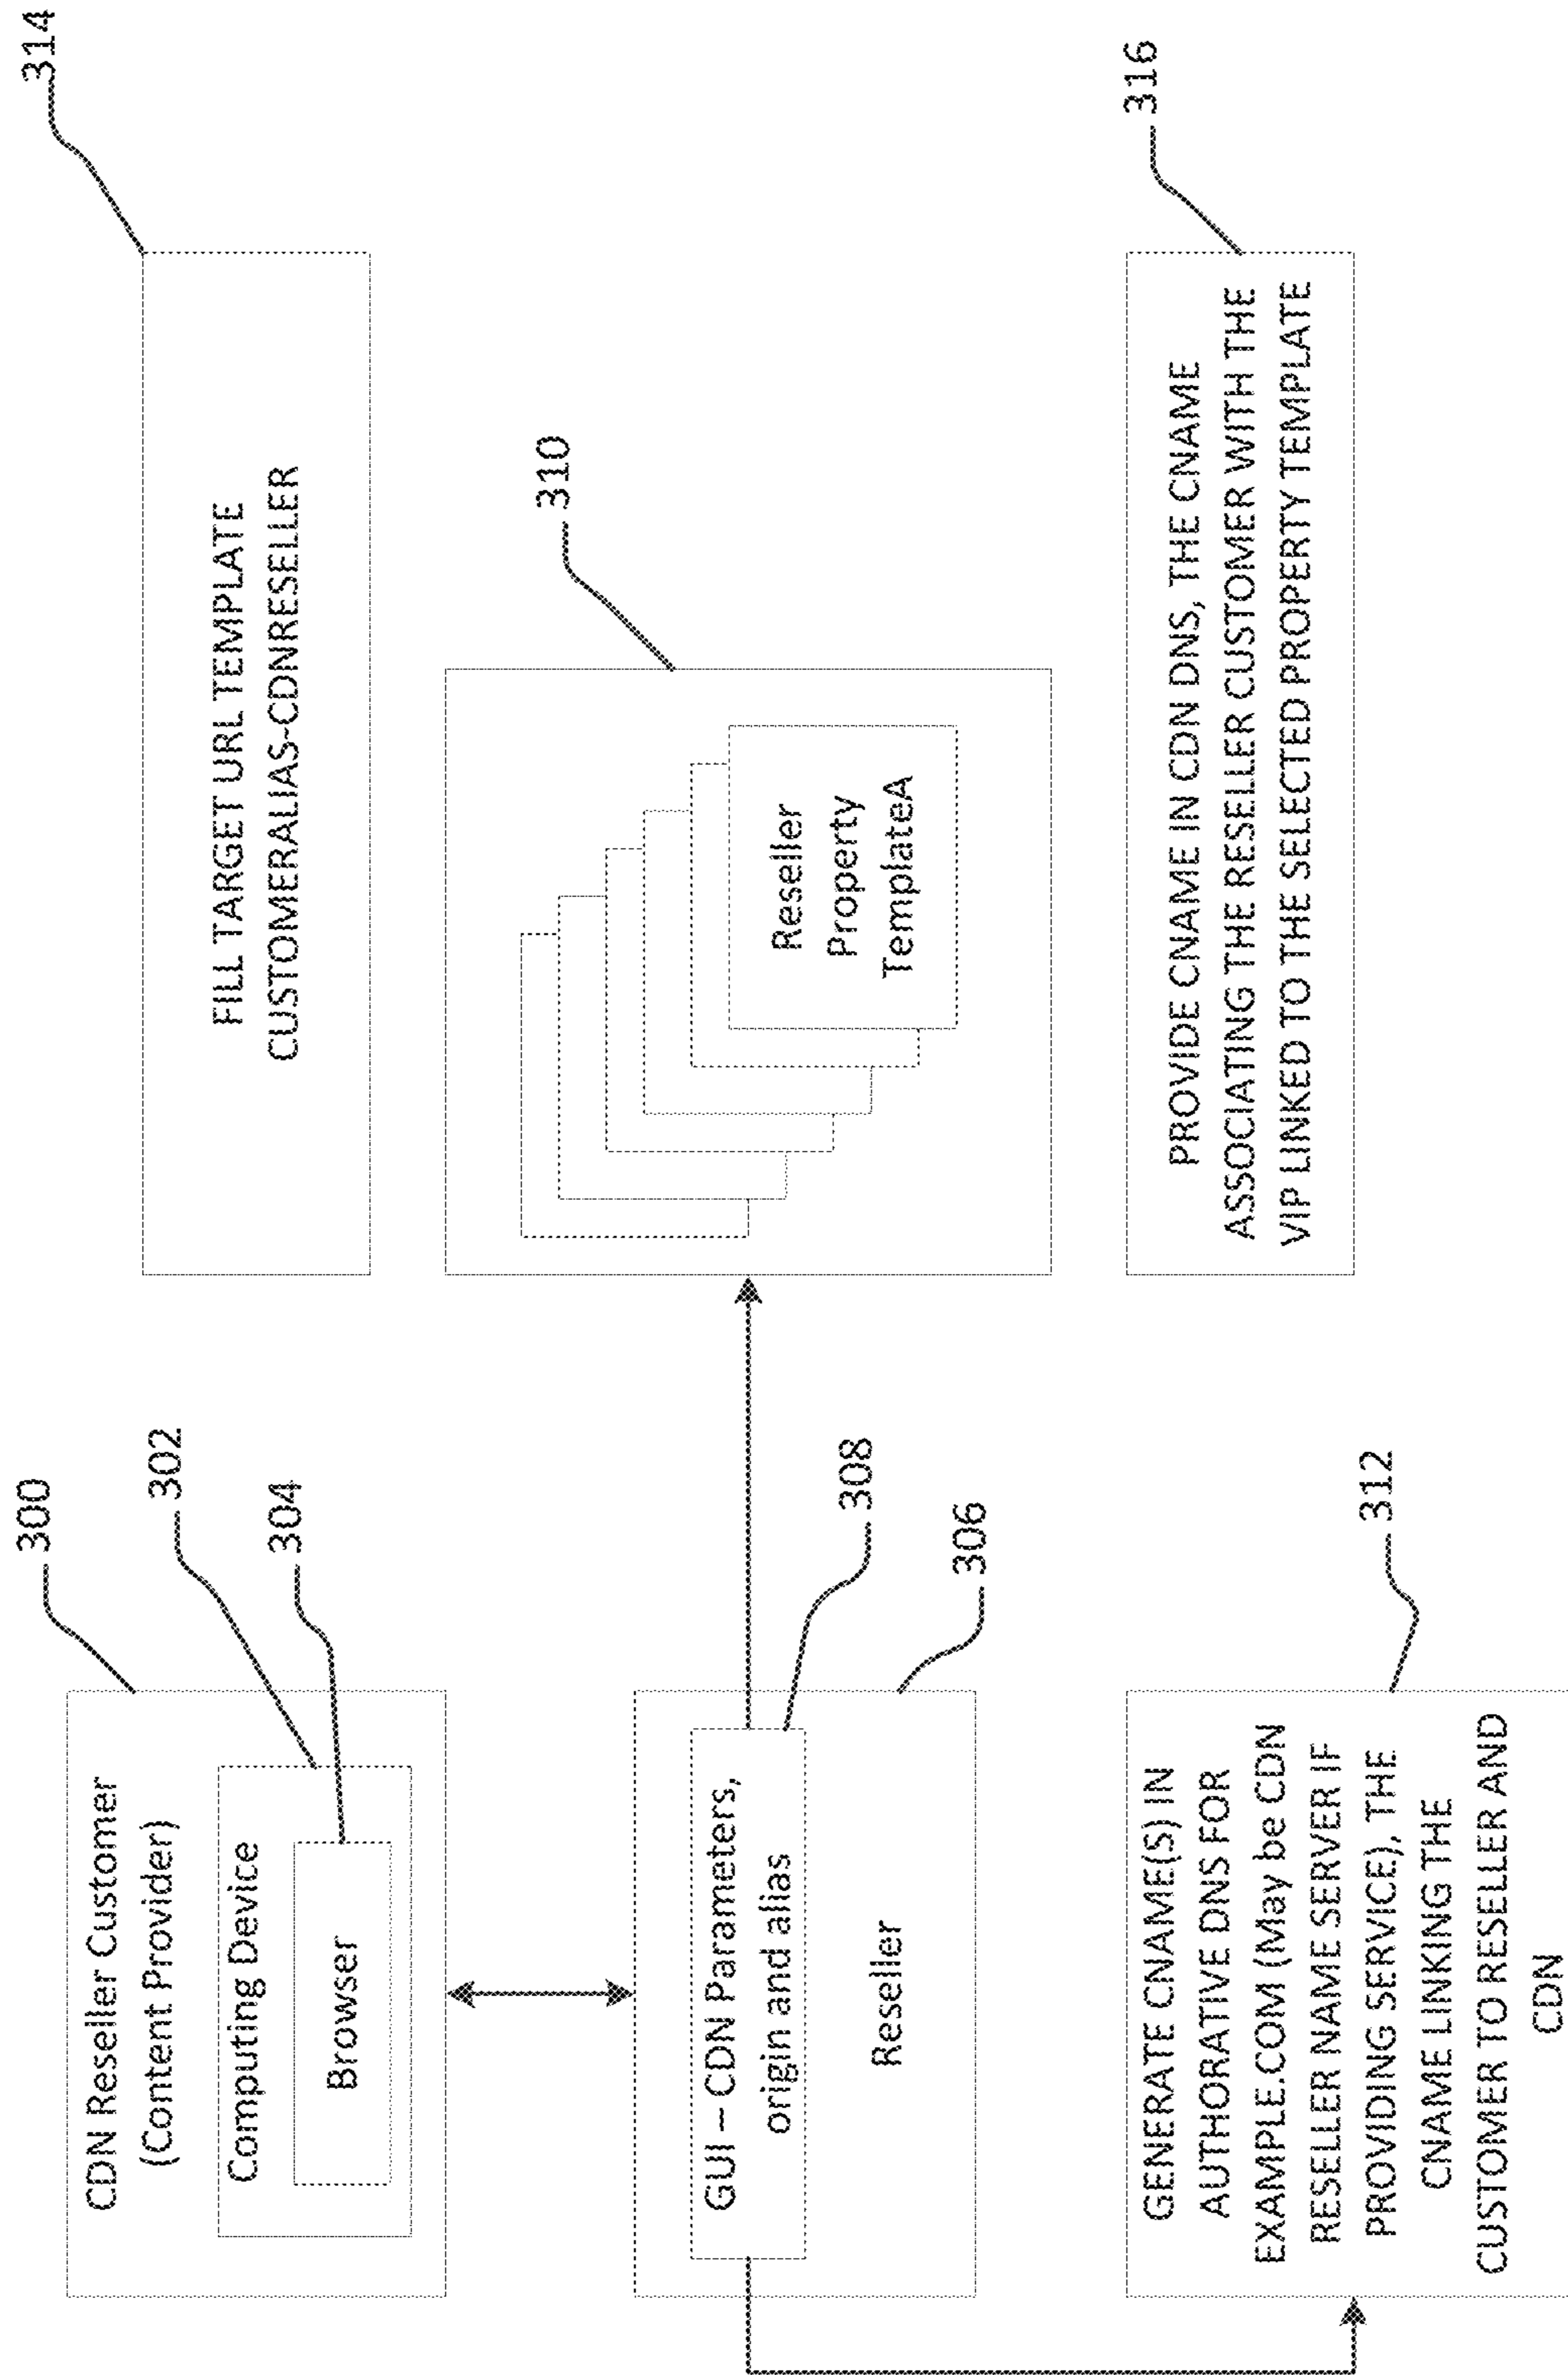 300
CDN Reseller Customer
(Content Provider)
302
Computing Device
304
Browser
GUI – CDN Parameters,
origin and alias
308
Reseller
306
GENERATE CNAME(S) IN
AUTHORATIVE DNS FOR
EXAMPLE.COM (May be CDN
RESELLER NAME SERVER IF
PROVIDING SERVICE), THE
CNAME LINKING THE
CUSTOMER TO RESELLER AND
CDN
312
314
FILL TARGET URL TEMPLATE
CUSTOMERALIAS-CDNRESELLER
310
Reseller
Property
TemplateA
316
PROVIDE CNAME IN CDN DNS, THE CNAME
ASSOCIATING THE RESELLER CUSTOMER WITH THE
VIP LINKED TO THE SELECTED PROPERTY TEMPLATE